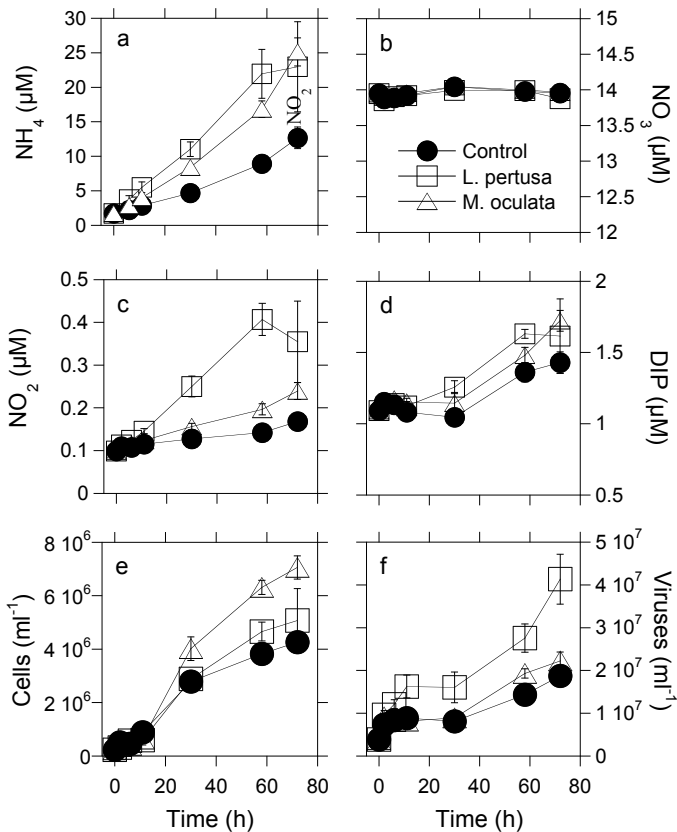 a
30
25
20
15
10
5
0
NH4 (µM)
NO2
b
15
14.5
14
13.5
13
12.5
12
NO3 (µM)
Control
L. pertusa
M. oculata
c
0.5
0.4
0.3
0.2
0.1
0
NO2 (µM)
d
2
1.5
1
0.5
DIP (µM)
e
8 10^6
6 10^6
4 10^6
2 10^6
0
Cells (ml^-1)
0 20 40 60 80
Time (h)
f
5 10^7
4 10^7
3 10^7
2 10^7
1 10^7
0
Viruses (ml^-1)
0 20 40 60 80
Time (h)